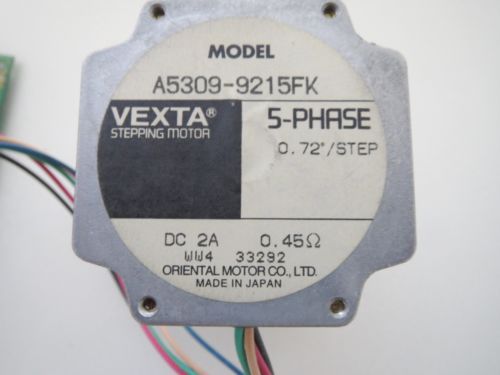 MODEL
A5309-9215FK
VEXTA®
STEPPING MOTOR
5-PHASE
0.72°/STEP
DC 2A 0.45Ω
WW4 33292
ORIENTAL MOTOR CO., LTD.
MADE IN JAPAN